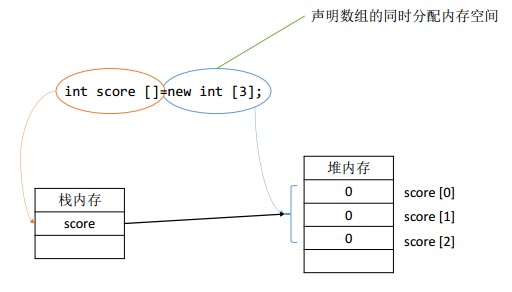 声明数组的同时分配内存空间
int score []=new int [3];
堆内存
栈内存
0 score [0]
score
0 score [1]
0 score [2]